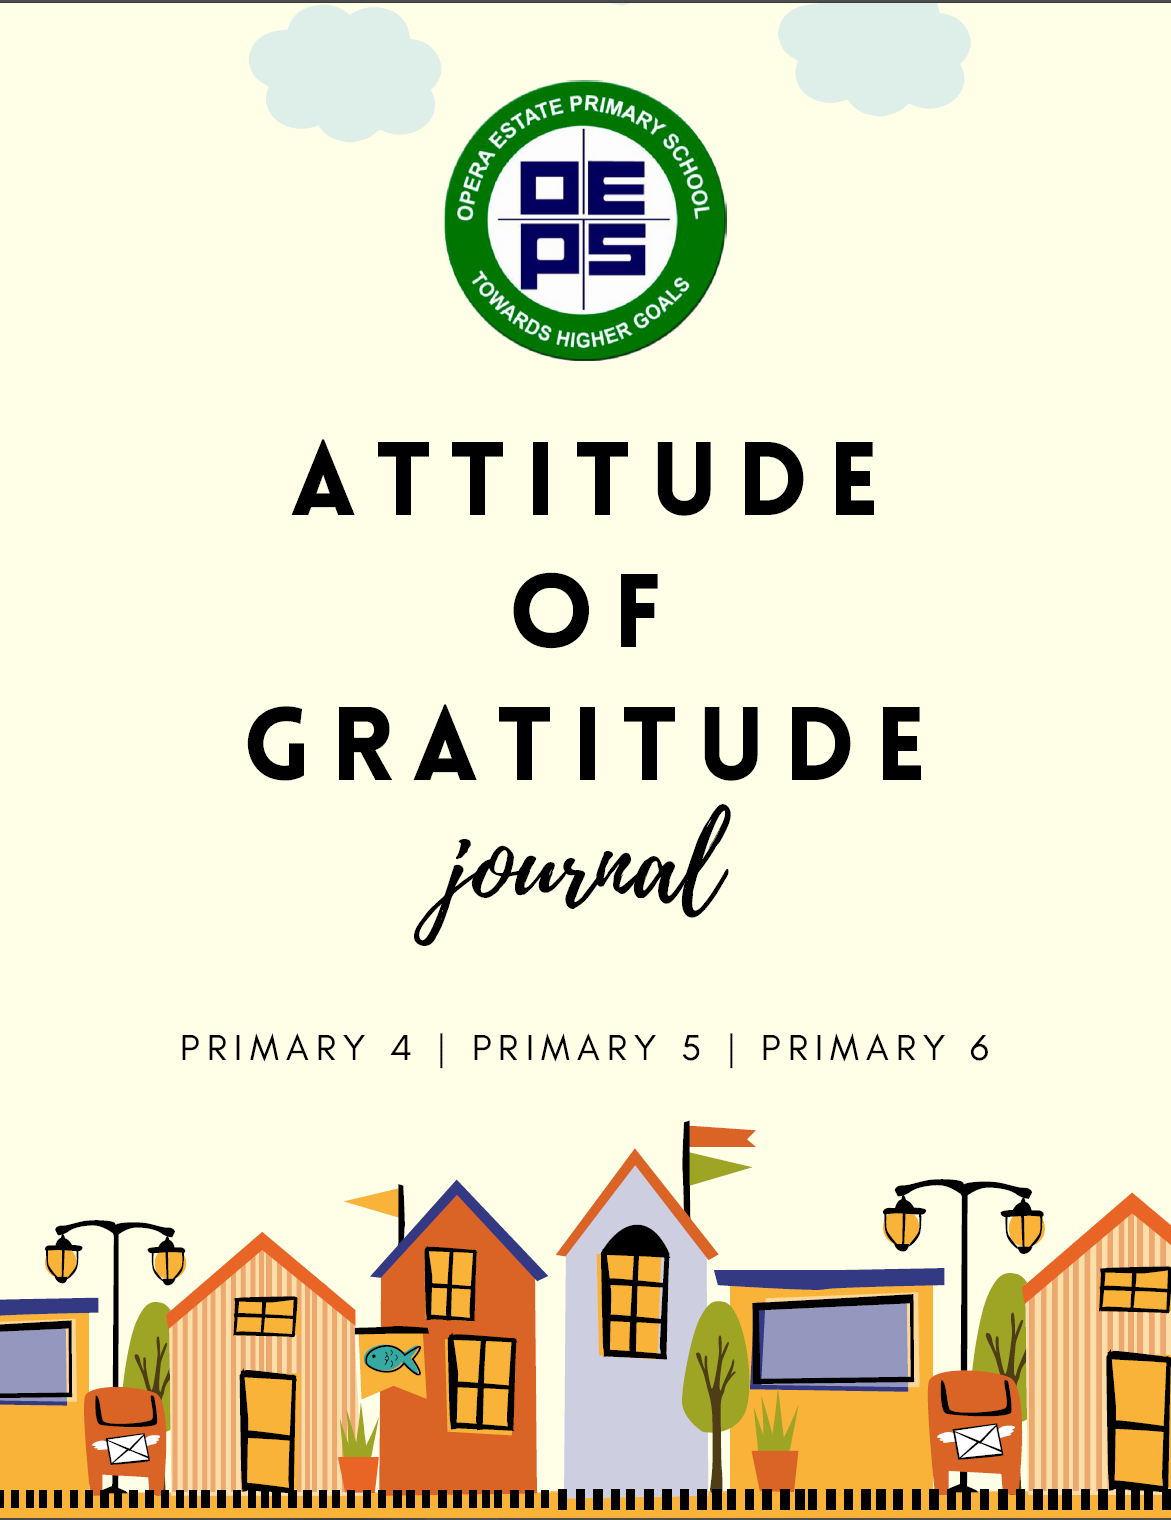 OPERA ESTATE PRIMARY SCHOOL
OE
PS
TOWARDS HIGHER GOALS
ATTITUDE
OF
GRATITUDE
journal
PRIMARY 4 | PRIMARY 5 | PRIMARY 6